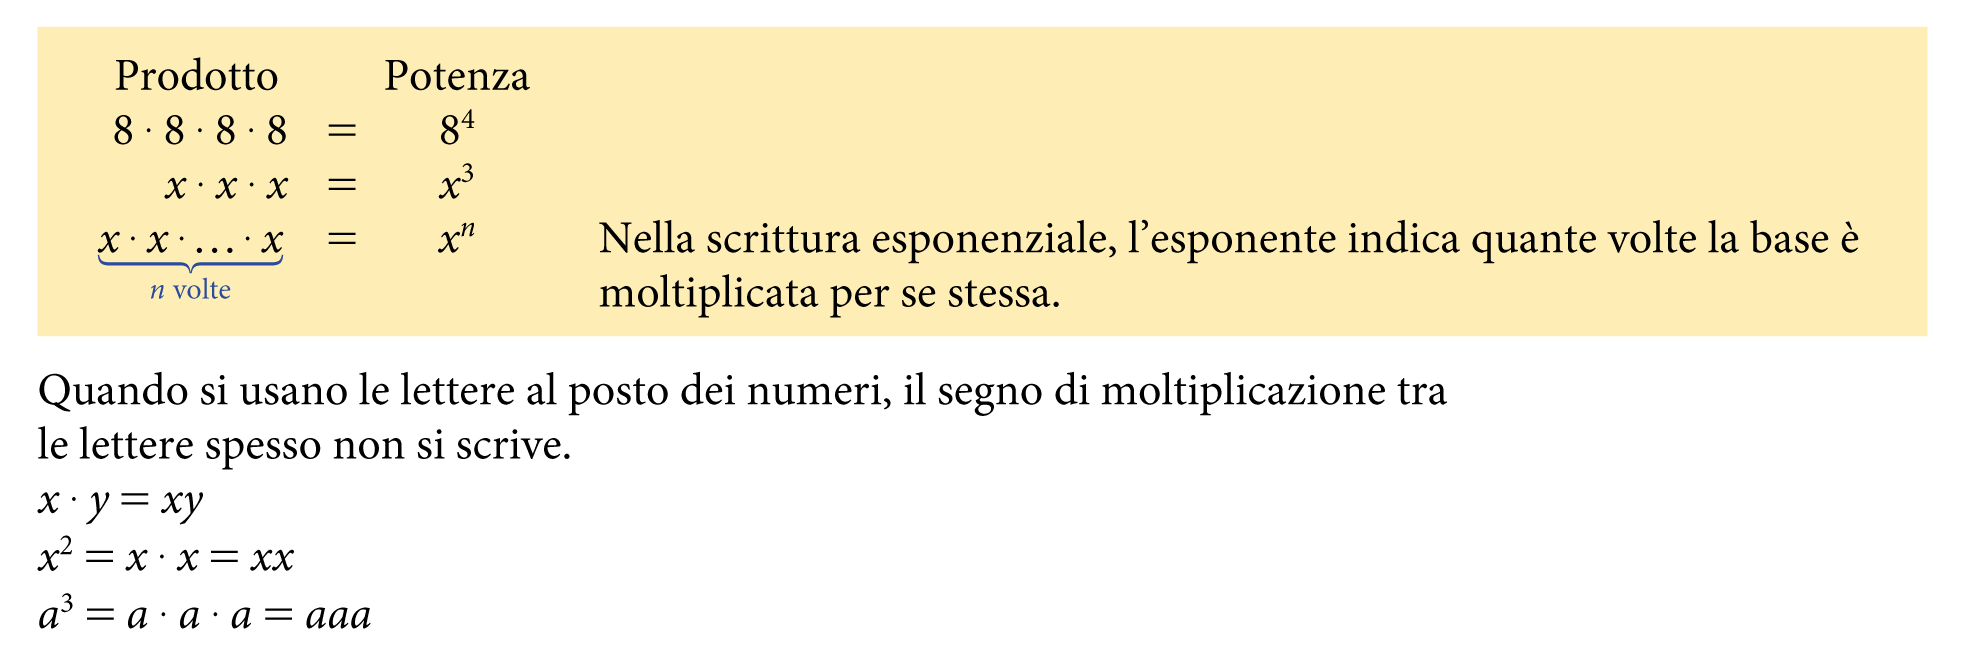 Prodotto Potenza
8 · 8 · 8 · 8 = 8⁴
x · x · x = x³
x · x · … · x = xⁿ Nella scrittura esponenziale, l’esponente indica quante volte la base è
n volte moltiplicata per se stessa.
Quando si usano le lettere al posto dei numeri, il segno di moltiplicazione tra
le lettere spesso non si scrive.
x · y = xy
x² = x · x = xx
a³ = a · a · a = aaa